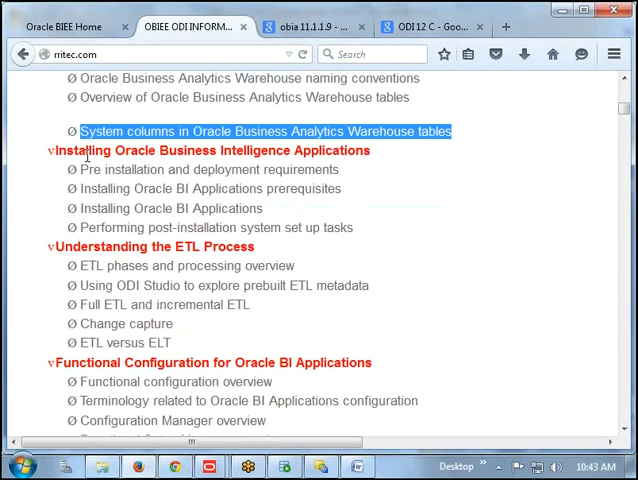 Oracle BIEE Home
OBIEE ODI INFORM...
obia 11.1.1.9 - ...
ODI 12 C - Goo...
rritec.com
Search
Ø Oracle Business Analytics Warehouse naming conventions
Ø Overview of Oracle Business Analytics Warehouse tables
Ø System columns in Oracle Business Analytics Warehouse tables
v Installing Oracle Business Intelligence Applications
Ø Pre installation and deployment requirements
Ø Installing Oracle BI Applications prerequisites
Ø Installing Oracle BI Applications
Ø Performing post-installation system set up tasks
v Understanding the ETL Process
Ø ETL phases and processing overview
Ø Using ODI Studio to explore prebuilt ETL metadata
Ø Full ETL and incremental ETL
Ø Change capture
Ø ETL versus ELT
v Functional Configuration for Oracle BI Applications
Ø Functional configuration overview
Ø Terminology related to Oracle BI Applications configuration
Ø Configuration Manager overview
Desktop
10:43 AM